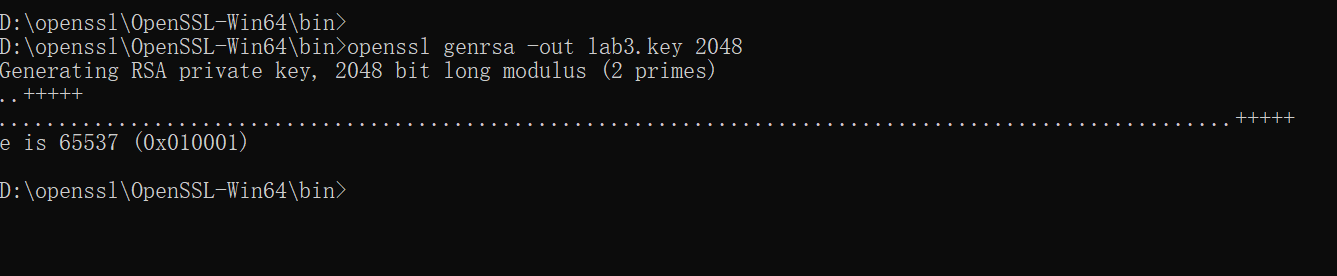 D:\openssl\OpenSSL-Win64\bin>
D:\openssl\OpenSSL-Win64\bin>openssl genrsa -out lab3.key 2048
Generating RSA private key, 2048 bit long modulus (2 primes)
..+++++
.....................................................................................................+++++
e is 65537 (0x010001)
D:\openssl\OpenSSL-Win64\bin>